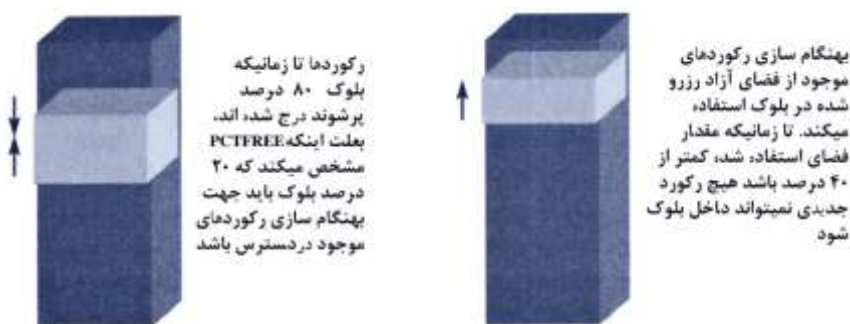 بهنگام سازی رکوردهای
موجود از فضای آزاد رزرو
شده در بلوک استفاده
میکند. تا زمانیکه مقدار
فضای استفاده شده کمتر از
۴۰ درصد باشد هیچ رکورد
جدیدی نمیتواند داخل بلوک
شود
رکوردها تا زمانیکه
بلوک ۸۰ درصد
پرشوند درج شده اند.
بعلت اینکه PCTFREE
مشخص میکند که ۲۰
درصد بلوک باید جهت
بهنگام سازی رکوردهای
موجود دردسترس باشد